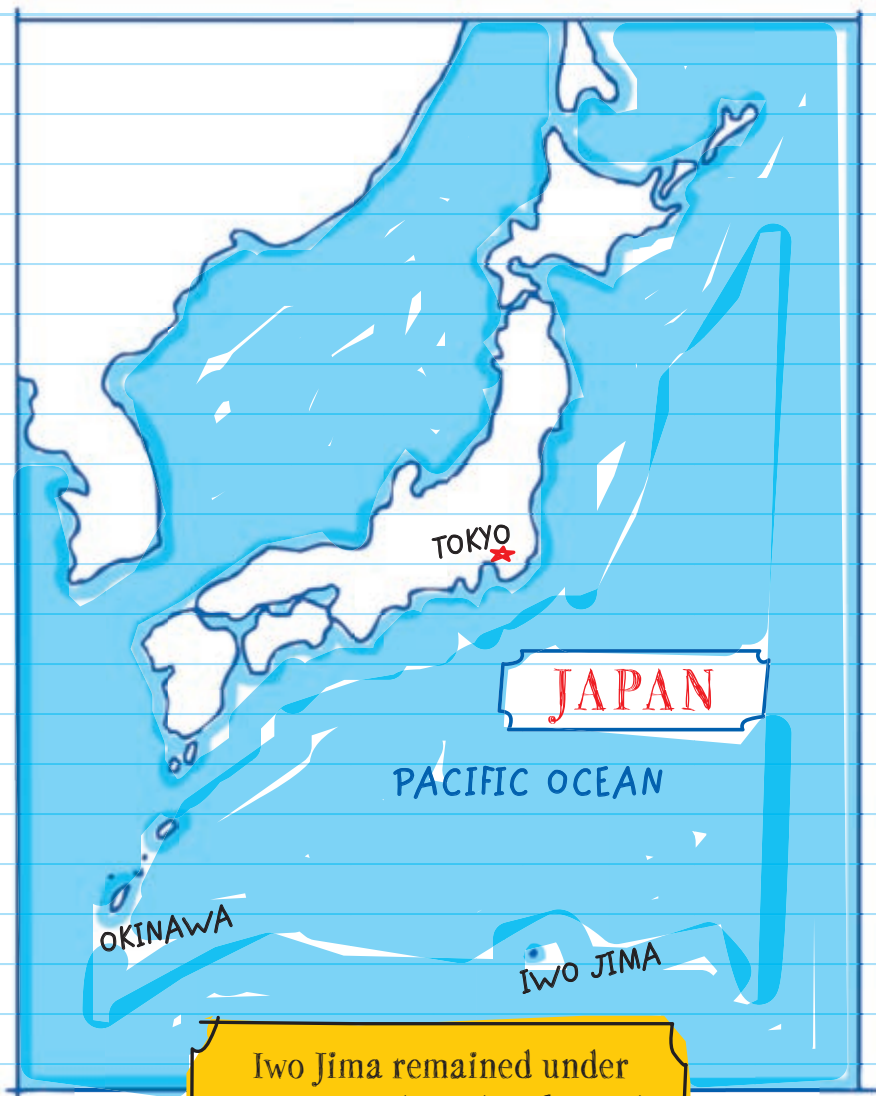 TOKYO
JAPAN
PACIFIC OCEAN
OKINAWA
IWO JIMA
Iwo Jima remained under